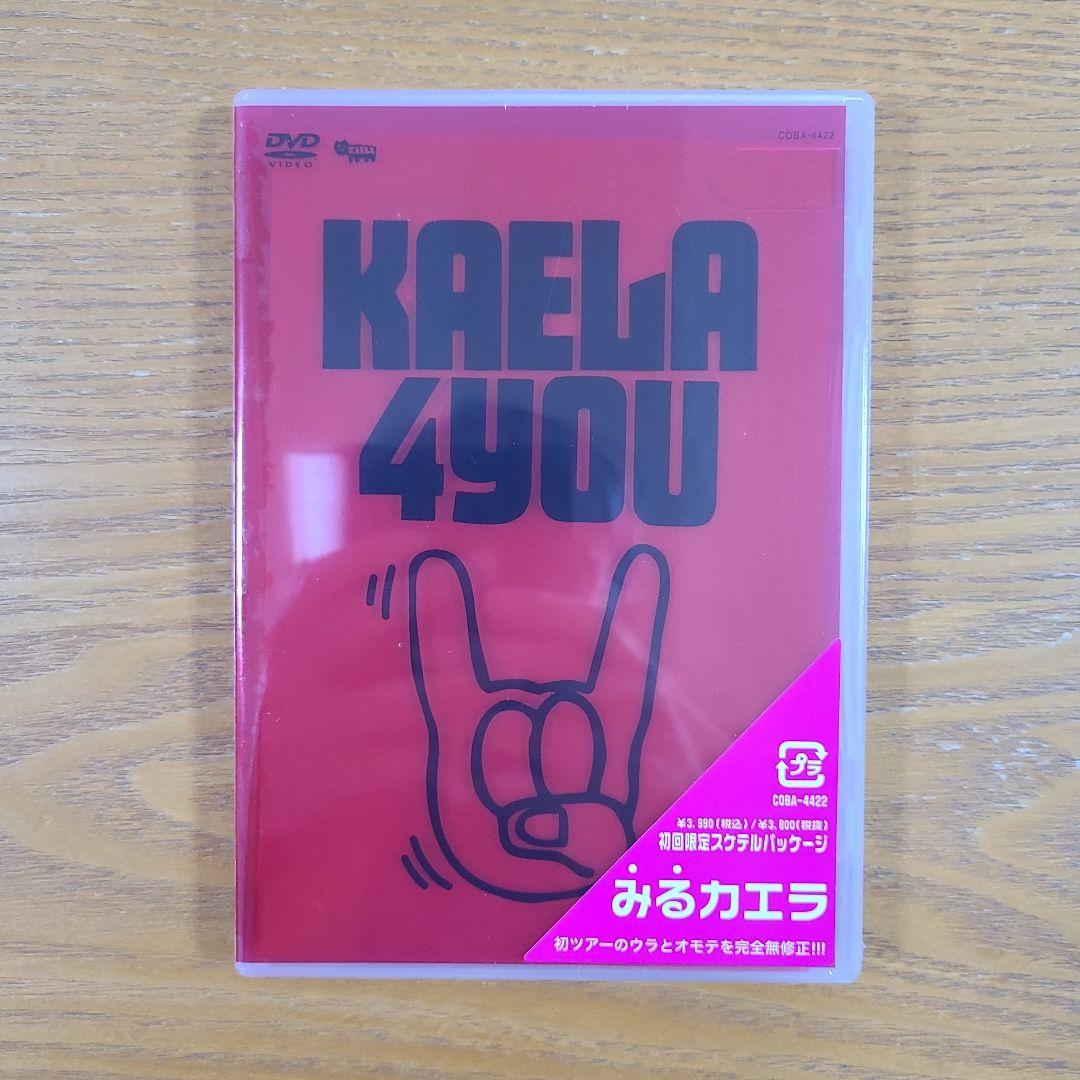 DVD
VIDEO
COBA-4422
KAELA
4YOU
プラ
COBA-4422
¥3,990(税込)/¥3,800(税抜)
初回限定スケテルパッケージ
みるカエラ
初ツアーのウラとオモテを完全無修正!!!